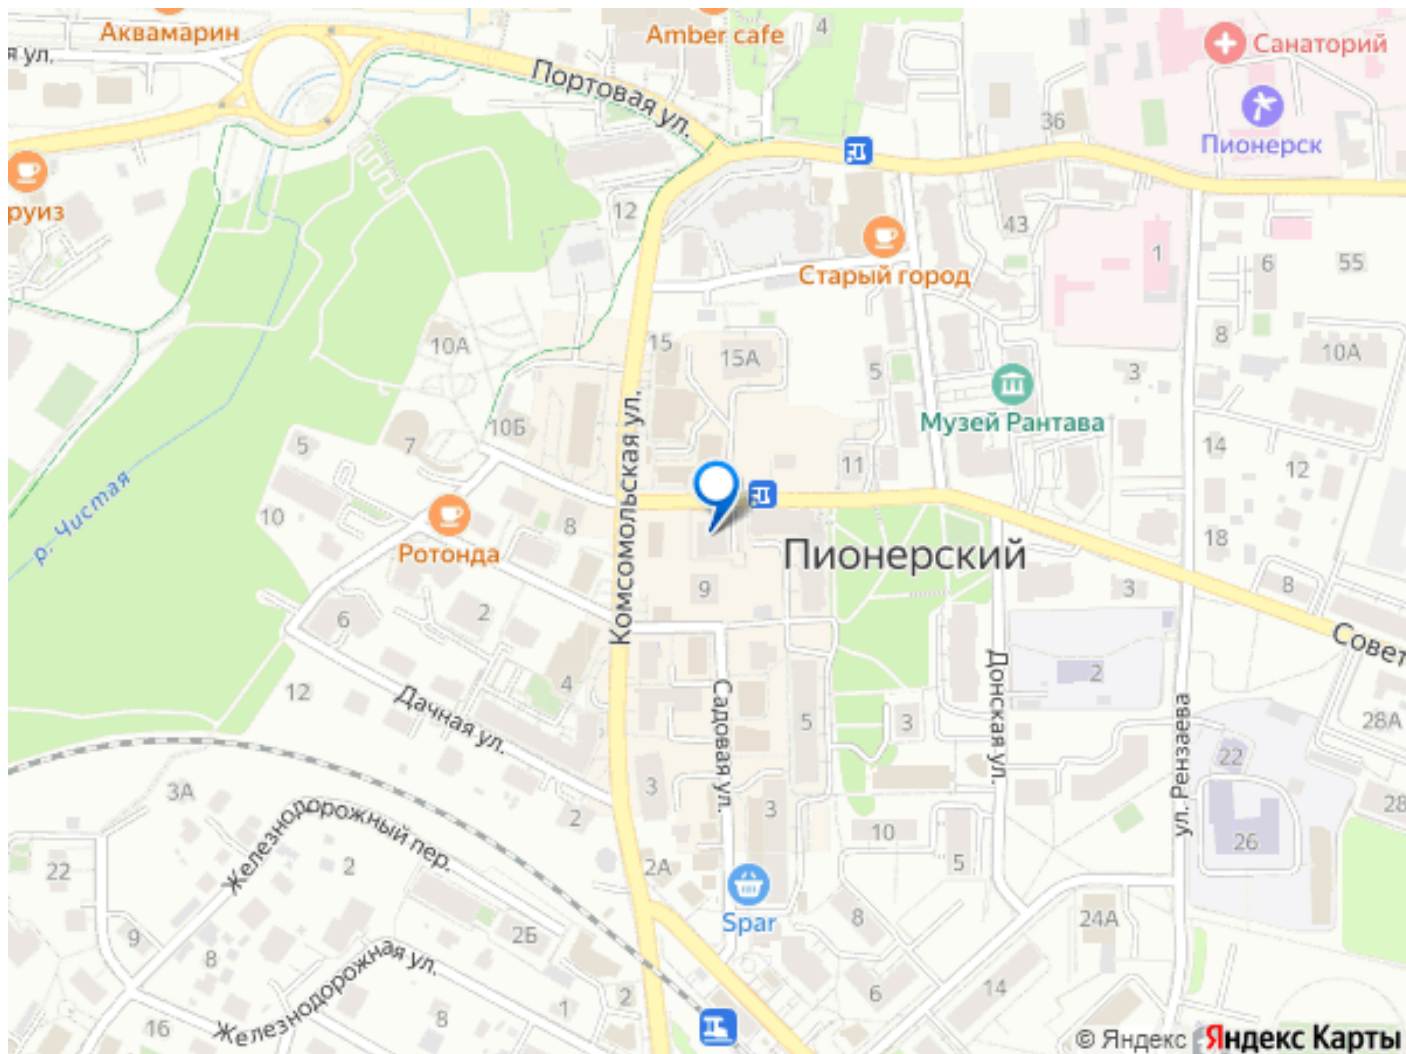 Аквамарин
Amber cafe
4
Санаторий
я ул.
Портовая ул.
36
Пионерск
руиз
12
43
1
Старый город
6
55
15
10А
15А
8
10А
5
3
Музей Рантава
Комсомольская ул.
10Б
7
5
14
11
12
р. Чистая
10
8
18
Ротонда
Пионерский
9
3
8
2
6
Совет
2
4
12
Донская ул.
Дачная ул.
Садовая ул.
5
3
28А
ул. Рензаева
22
3А
3
3
2
28
Железнодорожный пер.
10
26
22
2
2А
5
Spar
8
24А
9
2Б
8
Железнодорожная ул.
6
14
2
1
16
8
© Яндекс Яндекс Карты